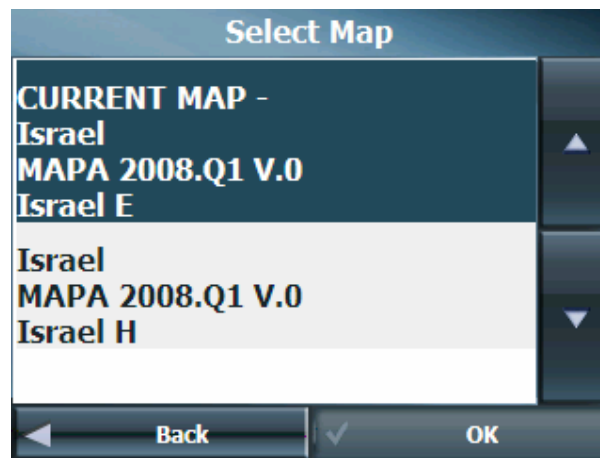 Select Map
CURRENT MAP -
Israel
MAPA 2008.Q1 V.0
Israel E
Israel
MAPA 2008.Q1 V.0
Israel H
Back
OK